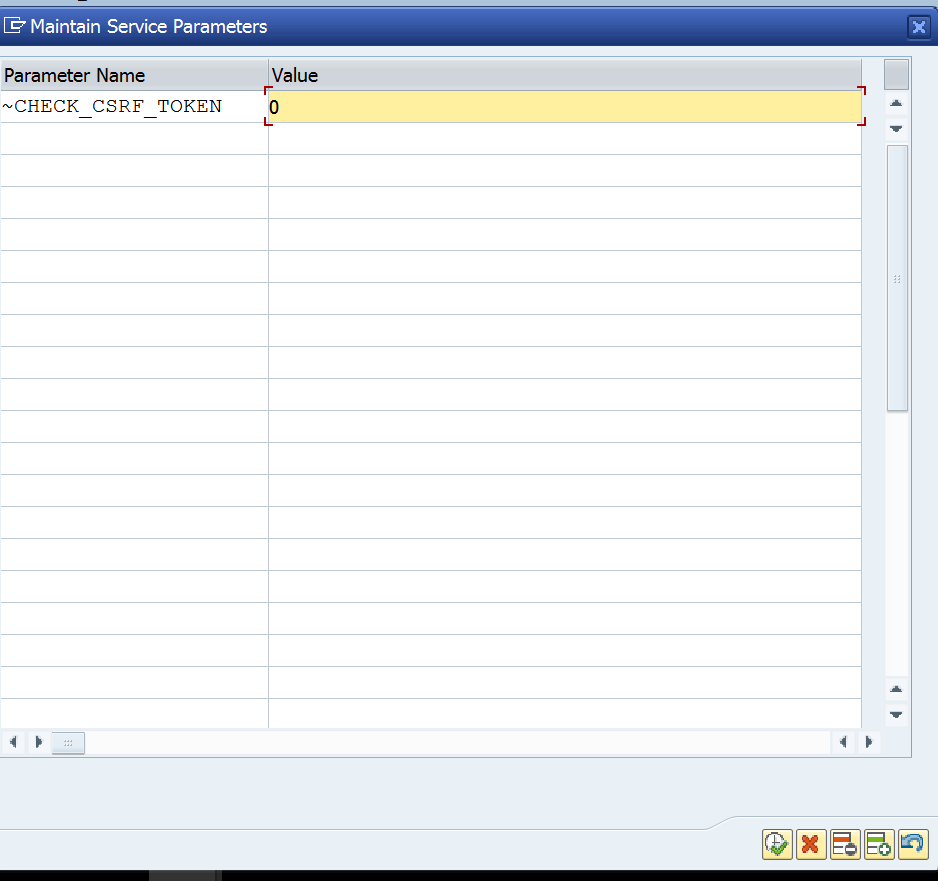 Maintain Service Parameters
Parameter Name Value
~CHECK_CSRF_TOKEN 0